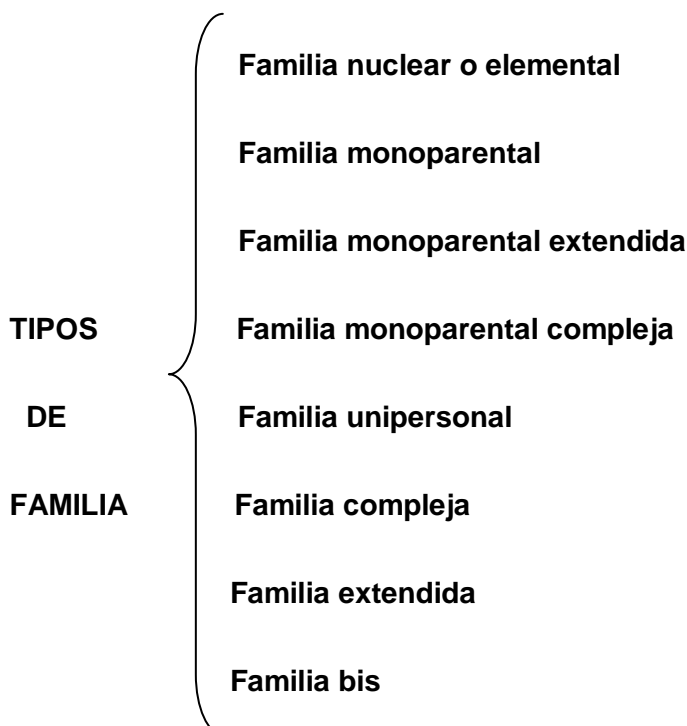 Familia nuclear o elemental
Familia monoparental
Familia monoparental extendida
TIPOS Familia monoparental compleja
DE Familia unipersonal
FAMILIA Familia compleja
Familia extendida
Familia bis